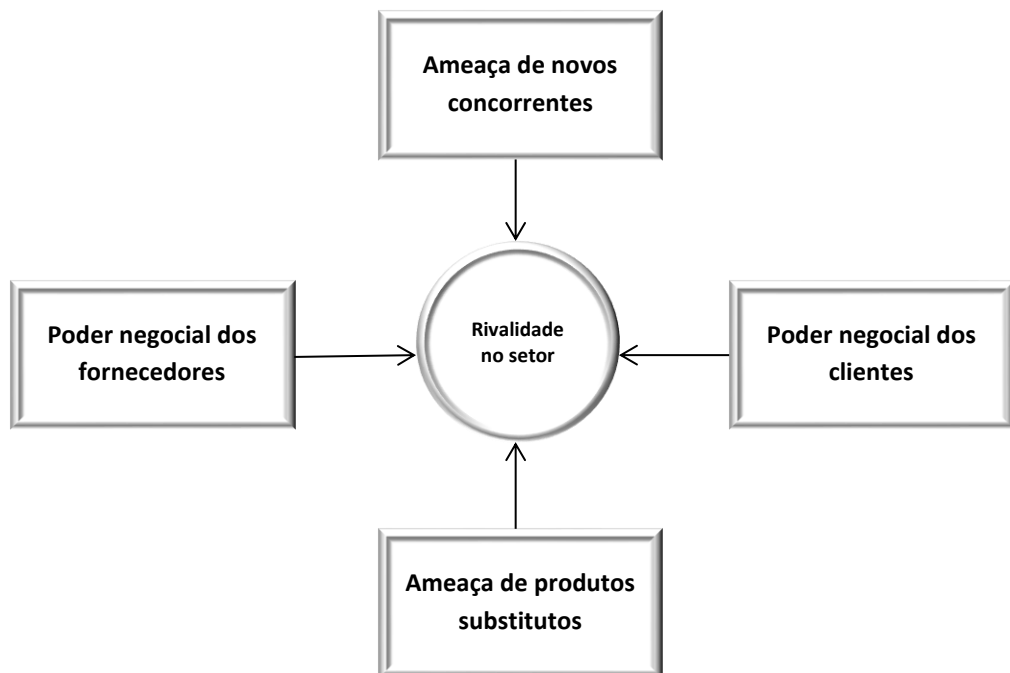 Ameaça de novos
concorrentes
Poder negocial dos
fornecedores
Rivalidade
no setor
Poder negocial dos
clientes
Ameaça de produtos
substitutos